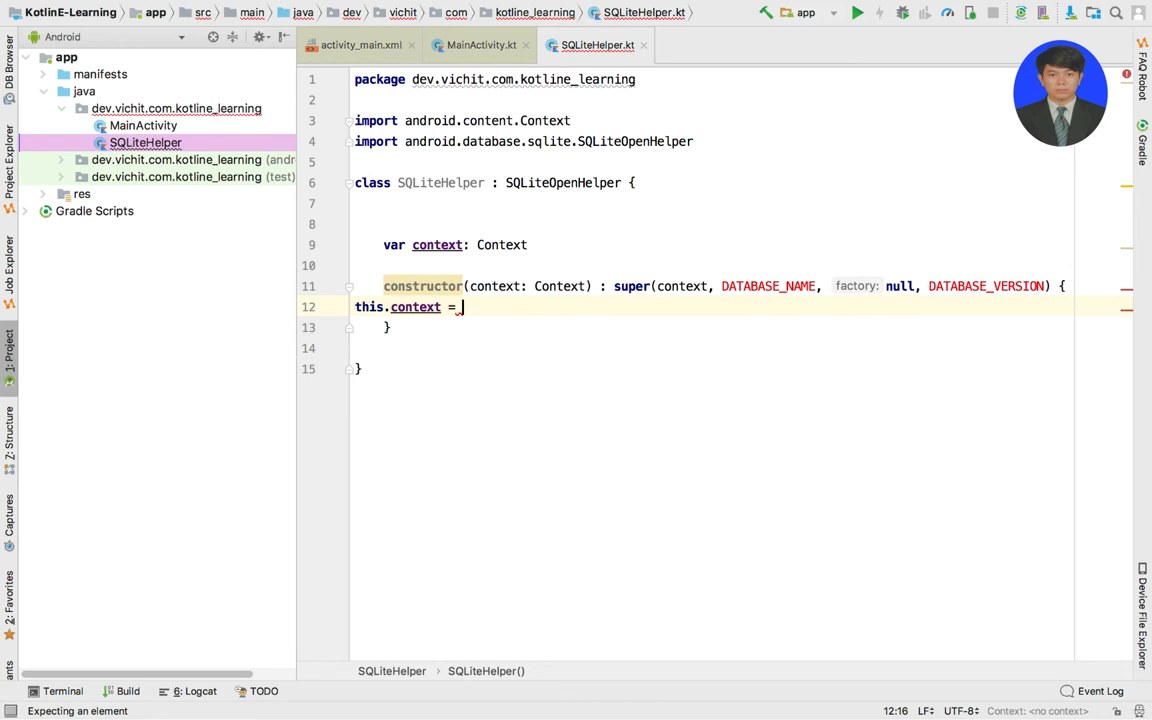 KotlinE-Learning app src main java dev vichit com kotline_learning SQLiteHelper.kt app
Android
activity_main.xml MainActivity.kt SQLiteHelper.kt
app
manifests
java
dev.vichit.com.kotline_learning
MainActivity
SQLiteHelper
dev.vichit.com.kotline_learning (andr
dev.vichit.com.kotline_learning (test)
res
Gradle Scripts
DB Browser
Project Explorer
Job Explorer
1: Project
7: Structure
Captures
2: Favorites
ants
1 package dev.vichit.com.kotline_learning
2
3 import android.content.Context
4 import android.database.sqlite.SQLiteOpenHelper
5
6 class SQLiteHelper : SQLiteOpenHelper {
7
8
9 var context: Context
10
11 constructor(context: Context) : super(context, DATABASE_NAME, factory: null, DATABASE_VERSION) {
12 this.context =
13 }
14
15 }
FAQ Robot
Gradle
Device File Explorer
SQLiteHelper SQLiteHelper()
Terminal Build 6: Logcat TODO Event Log
Expecting an element 12:16 LF UTF-8 Context: <no context>